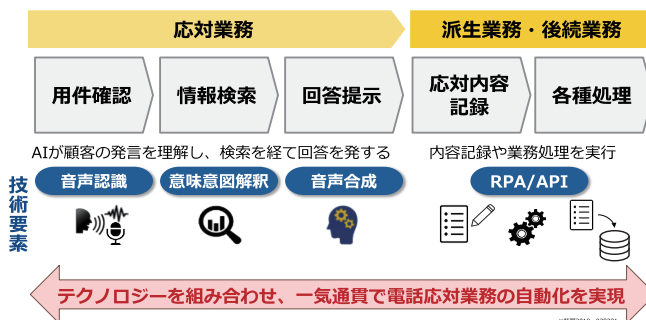 応対業務
派生業務・後続業務
用件確認
情報検索
回答提示
応対内容
記録
各種処理
AIが顧客の発言を理解し、検索を経て回答を発する
内容記録や業務処理を実行
技術要素
音声認識
意味意図解釈
音声合成
RPA/API
テクノロジーを組み合わせ、一気通貫で電話応対業務の自動化を実現